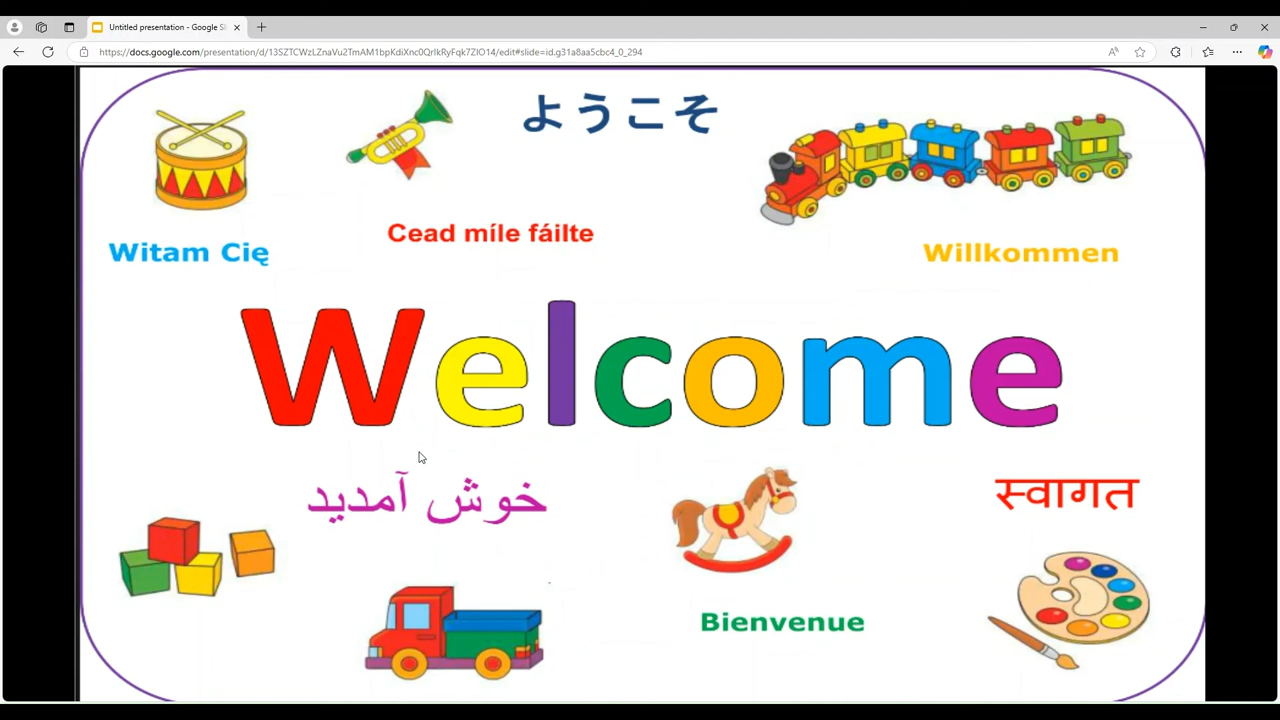 Untitled presentation - Google Sl
https://docs.google.com/presentation/d/13SZTCWzLZnaVu2TmAM1bpKdiXnc0QrlkRyFqk7ZIO14/edit#slide=id.g31a8aa5cbc4_0_294
ようこそ
Cead míle fáilte
Witam Cię
Willkommen
Welcome
خوش آمدید
स्वागत
Bienvenue